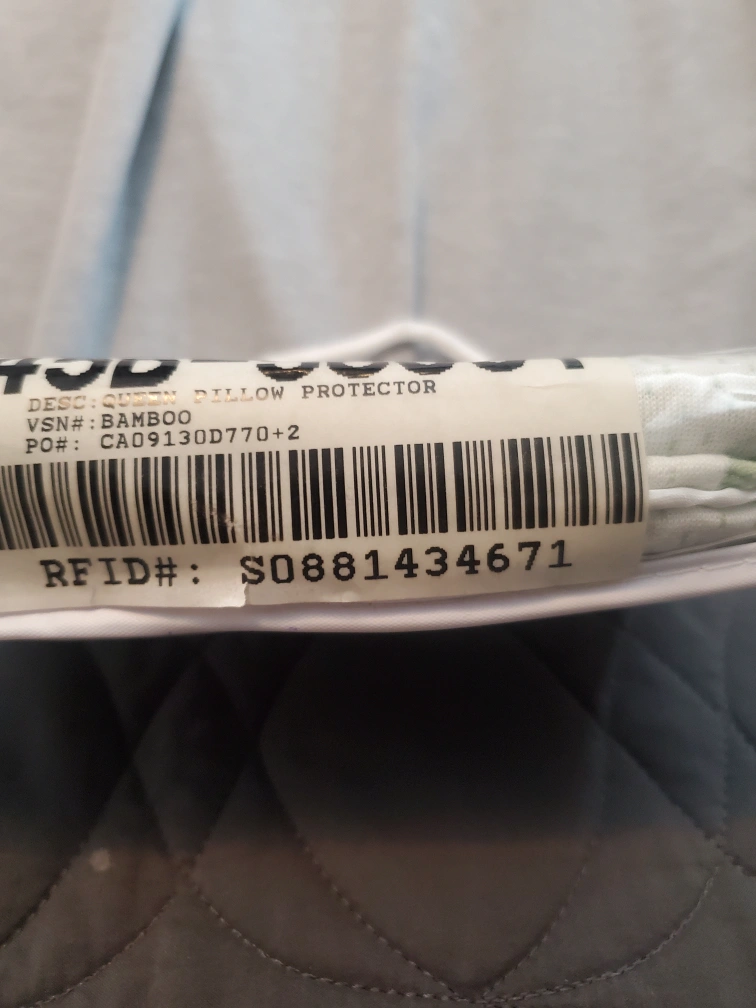 DESC:QUEEN PILLOW PROTECTOR
VSN#:BAMBOO
PO#: CA09130D770+2
RFID#: S0881434671